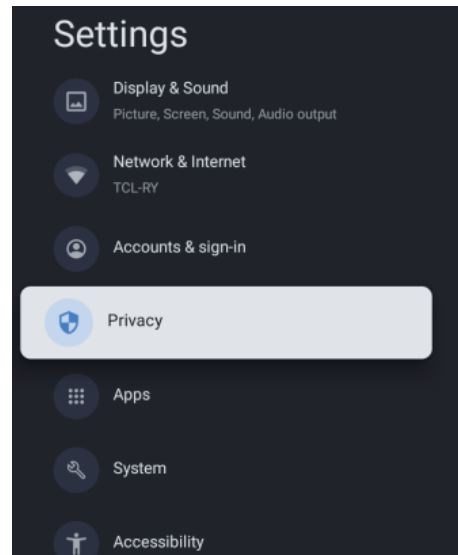 Settings
Display & Sound
Picture, Screen, Sound, Audio output
Network & Internet
TCL-RY
Accounts & sign-in
Privacy
Apps
System
Accessibility